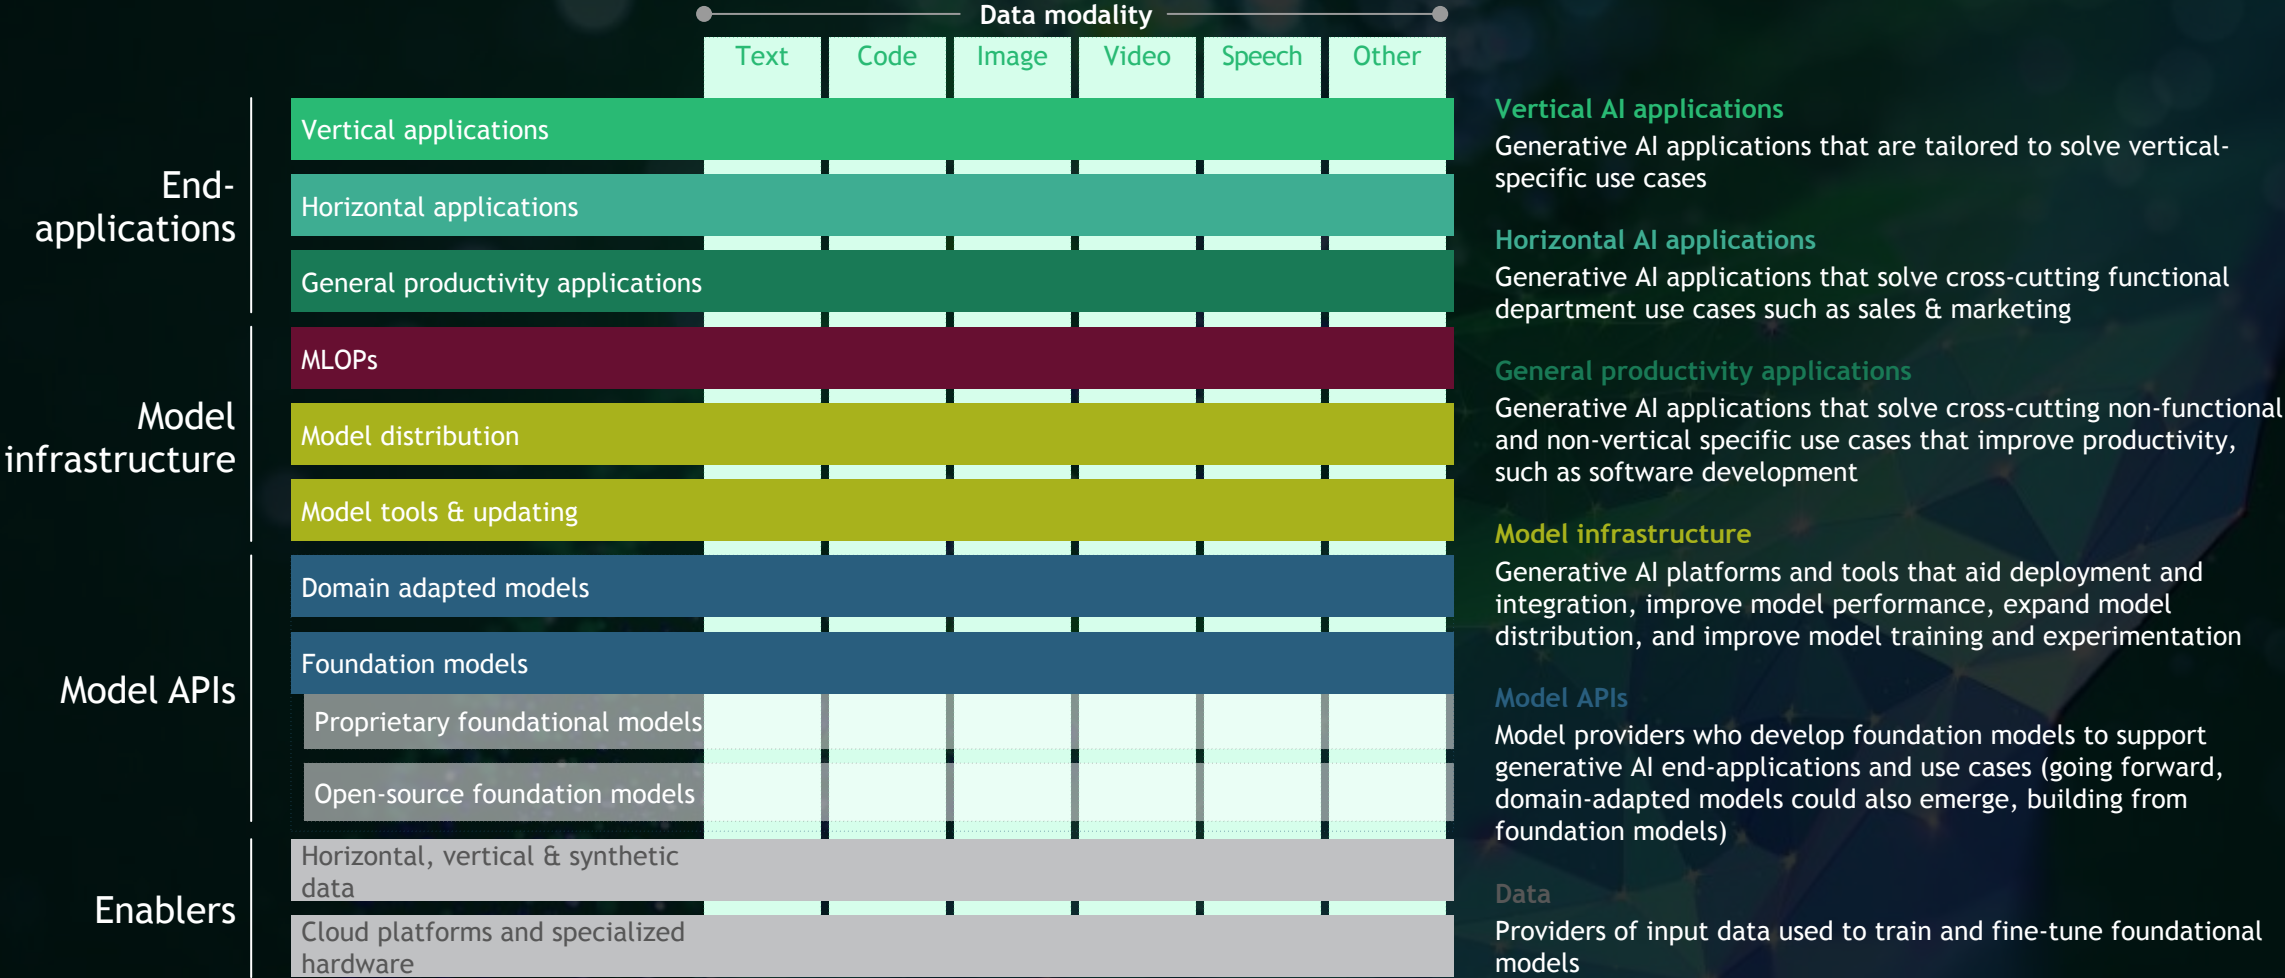 Data modality
Text Code Image Video Speech Other
End-
applications
Vertical applications
Horizontal applications
General productivity applications
Model
infrastructure
MLOPs
Model distribution
Model tools & updating
Model APIs
Domain adapted models
Foundation models
Proprietary foundational models
Open-source foundation models
Enablers
Horizontal, vertical & synthetic
data
Cloud platforms and specialized
hardware
Vertical AI applications
Generative AI applications that are tailored to solve vertical-
specific use cases
Horizontal AI applications
Generative AI applications that solve cross-cutting functional
department use cases such as sales & marketing
General productivity applications
Generative AI applications that solve cross-cutting non-functional
and non-vertical specific use cases that improve productivity,
such as software development
Model infrastructure
Generative AI platforms and tools that aid deployment and
integration, improve model performance, expand model
distribution, and improve model training and experimentation
Model APIs
Model providers who develop foundation models to support
generative AI end-applications and use cases (going forward,
domain-adapted models could also emerge, building from
foundation models)
Data
Providers of input data used to train and fine-tune foundational
models